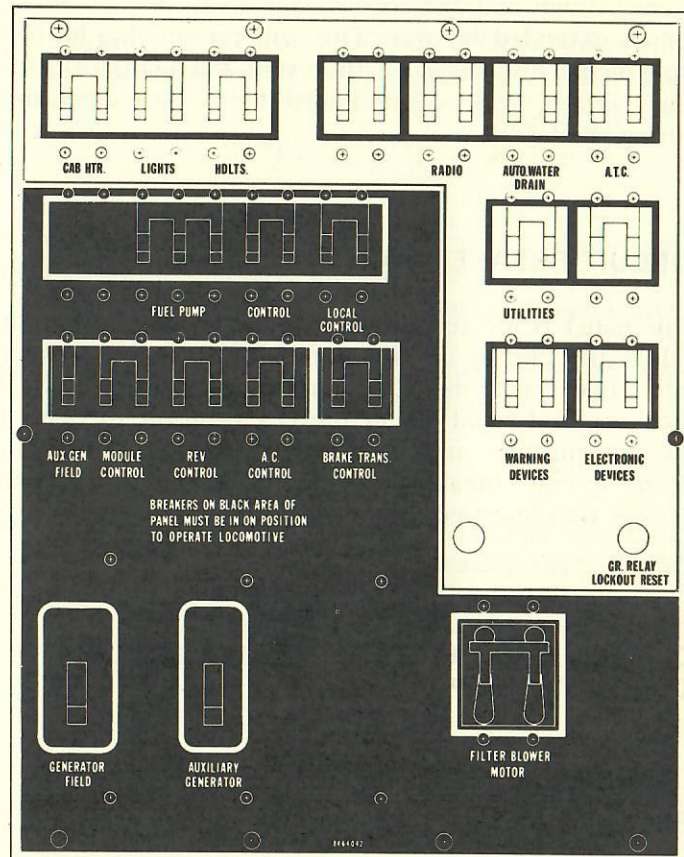 CAB HTR.
LIGHTS
HDLTS.
RADIO
AUTO.WATER
DRAIN
A.T.C.
FUEL PUMP
CONTROL
LOCAL
CONTROL
UTILITIES
AUX.GEN
FIELD
MODULE
CONTROL
REV
CONTROL
A.C.
CONTROL
BRAKE TRANS.
CONTROL
WARNING
DEVICES
ELECTRONIC
DEVICES
BREAKERS ON BLACK AREA OF
PANEL MUST BE IN ON POSITION
TO OPERATE LOCOMOTIVE
GR. RELAY
LOCKOUT RESET
GENERATOR
FIELD
AUXILIARY
GENERATOR
FILTER BLOWER
MOTOR
8464042